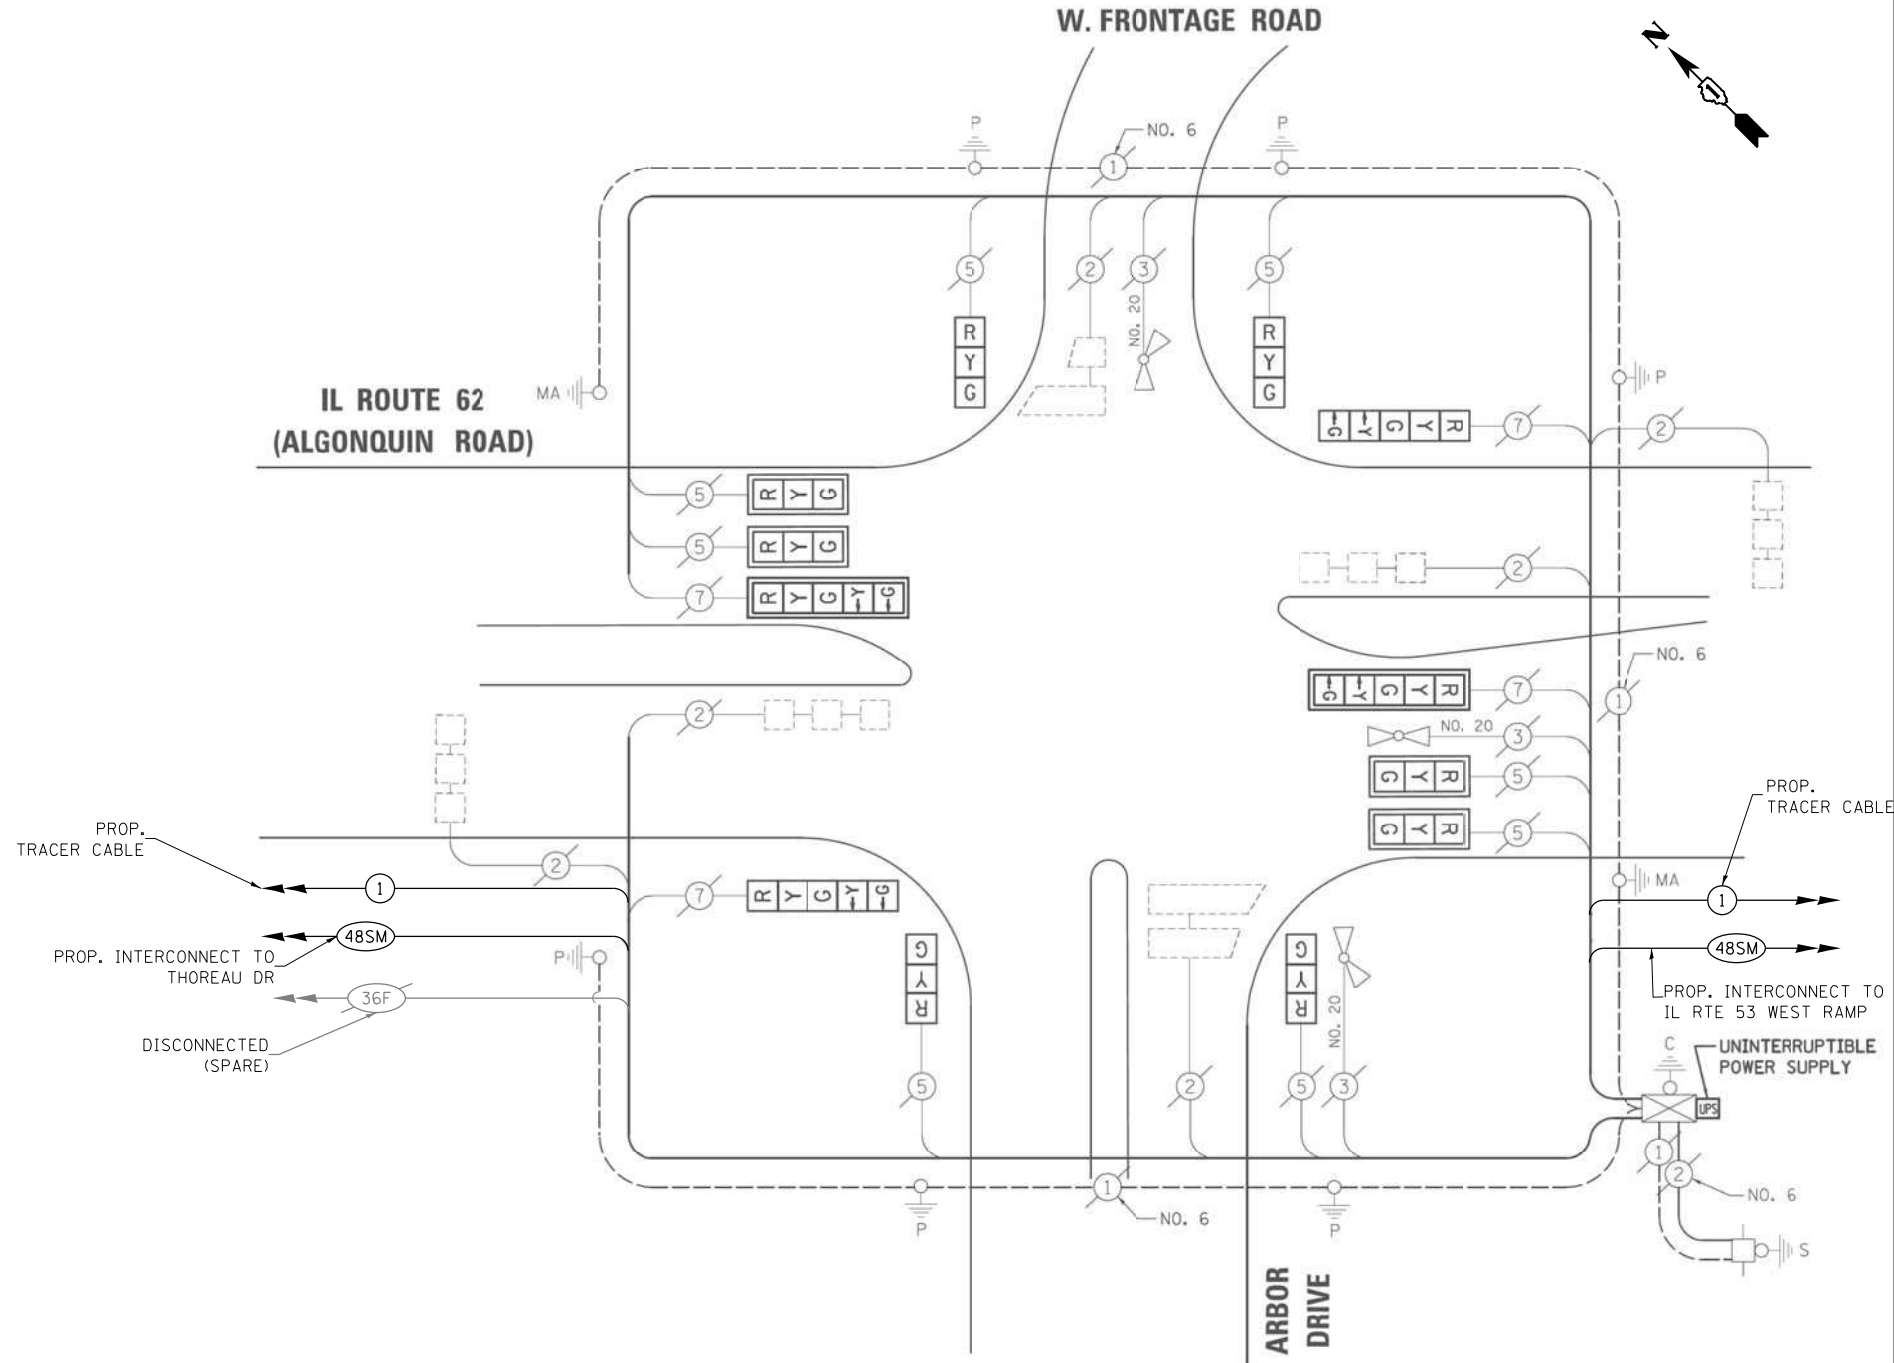 W. FRONTAGE ROAD
N
P
NO. 6
P
1
5
2
3
5
NO. 20
R
Y
G
R
Y
G
MA
P
IL ROUTE 62
(ALGONQUIN ROAD)
G Y G Y R
7
2
5
R Y G
5
R Y G
2
7
R Y G Y G
NO. 6
G Y G Y R
7
1
2
NO. 20
3
G Y R
5
PROP.
TRACER CABLE
G Y R
5
PROP.
TRACER CABLE
2
MA
1
7
R Y G Y G
1
48SM
G
Y
R
G
Y
R
48SM
PROP. INTERCONNECT TO
THOREAU DR
P
36F
NO. 20
PROP. INTERCONNECT TO
IL RTE 53 WEST RAMP
DISCONNECTED
(SPARE)
C
UNINTERRUPTIBLE
POWER SUPPLY
5
2
5
3
UPS
1
2
1
NO. 6
NO. 6
P
P
S
ARBOR
DRIVE